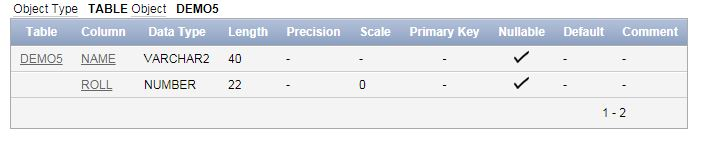 Object Type TABLE Object DEMO5
Table Column Data Type Length Precision Scale Primary Key Nullable Default Comment
DEMO5 NAME VARCHAR2 40 - - - ✓ - -
ROLL NUMBER 22 - 0 - ✓ - -
1 - 2